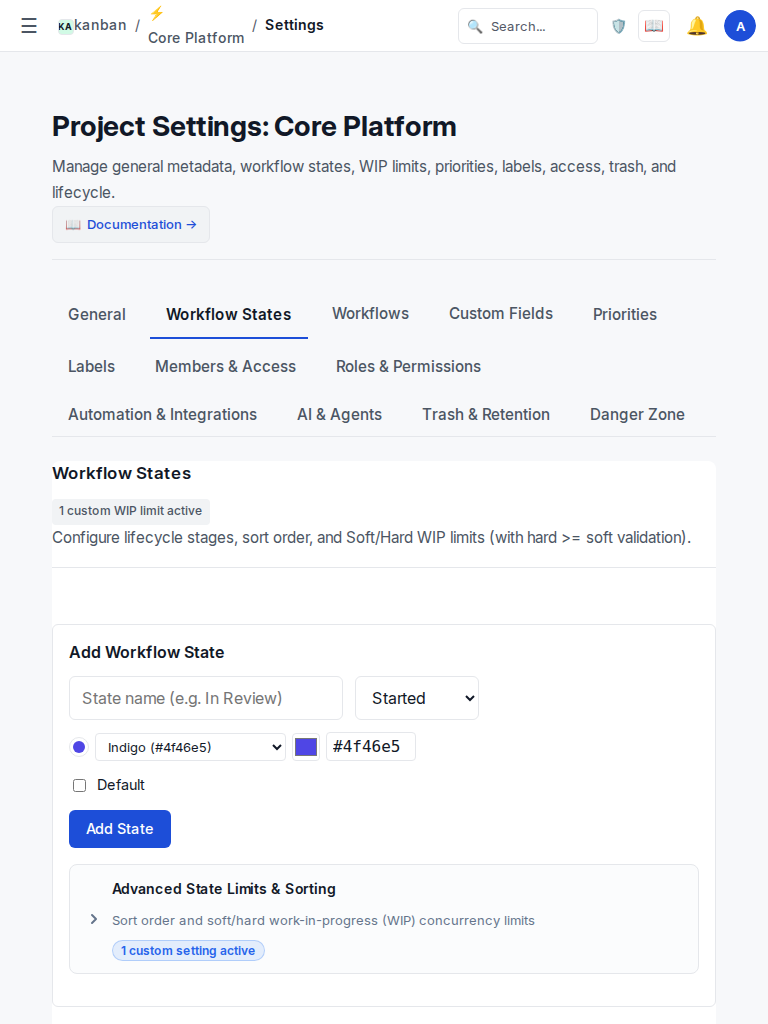 ☰ KA kanban / ⚡ Core Platform / Settings 🔍 Search... 🛡️ 📖 🔔 A
Project Settings: Core Platform
Manage general metadata, workflow states, WIP limits, priorities, labels, access, trash, and
lifecycle.
📖 Documentation →
General Workflow States Workflows Custom Fields Priorities
Labels Members & Access Roles & Permissions
Automation & Integrations AI & Agents Trash & Retention Danger Zone
Workflow States
1 custom WIP limit active
Configure lifecycle stages, sort order, and Soft/Hard WIP limits (with hard >= soft validation).
Add Workflow State
State name (e.g. In Review) Started
Indigo (#4f46e5) #4f46e5
Default
Add State
Advanced State Limits & Sorting
Sort order and soft/hard work-in-progress (WIP) concurrency limits
1 custom setting active